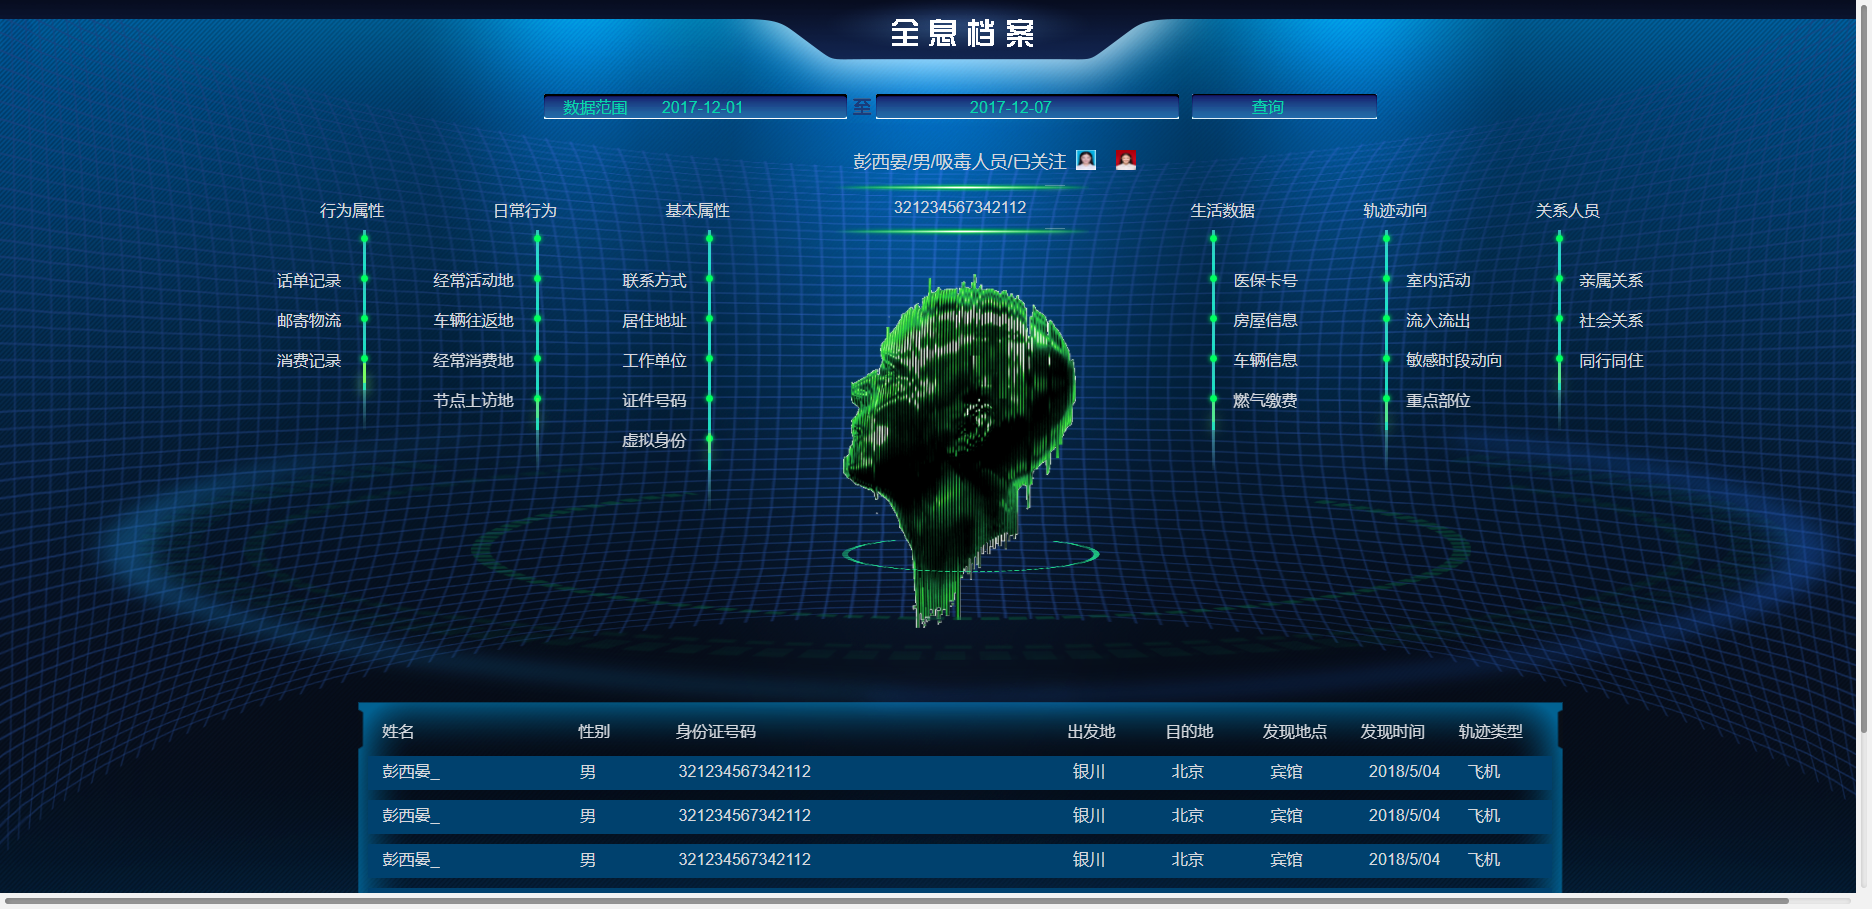 全息档案
数据范围 2017-12-01 至 2017-12-07 查询
彭西晏/男/吸毒人员/已关注
321234567342112
行为属性 日常行为 基本属性 生活数据 轨迹动向 关系人员
话单记录 经常活动地 联系方式 医保卡号 室内活动 亲属关系
邮寄物流 车辆往返地 居住地址 房屋信息 流入流出 社会关系
消费记录 经常消费地 工作单位 车辆信息 敏感时段动向 同行同住
节点上访地 证件号码 燃气缴费 重点部位
虚拟身份
姓名 性别 身份证号码 出发地 目的地 发现地点 发现时间 轨迹类型
彭西晏_ 男 321234567342112 银川 北京 宾馆 2018/5/04 飞机
彭西晏_ 男 321234567342112 银川 北京 宾馆 2018/5/04 飞机
彭西晏_ 男 321234567342112 银川 北京 宾馆 2018/5/04 飞机